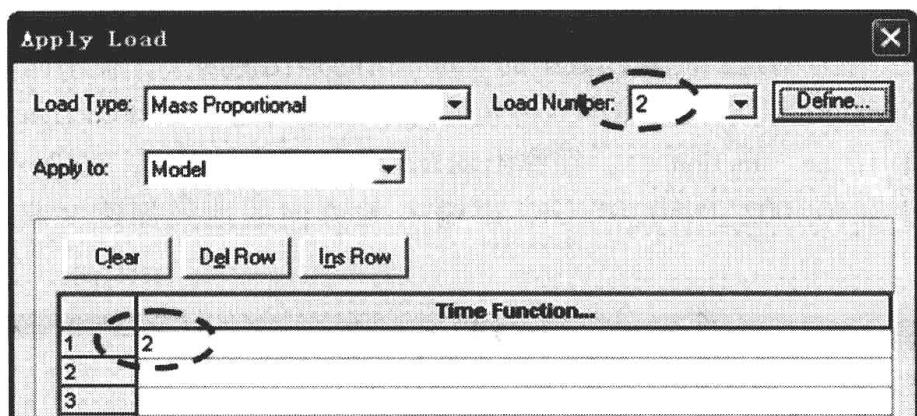 Apply Load
Load Type: Mass Proportional Load Number: 2 Define...
Apply to: Model
Clear Del Row Ins Row
Time Function...
1 2
2
3